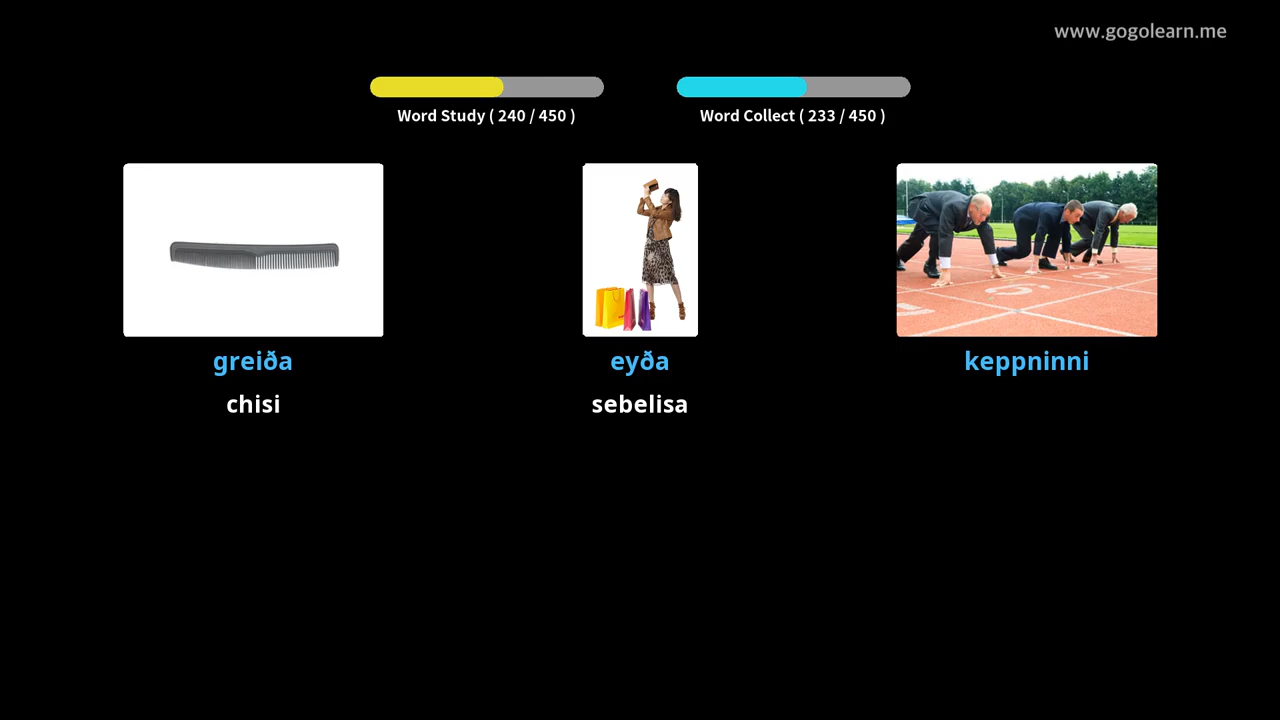 www.gogolearn.me
Word Study ( 240 / 450 )
Word Collect ( 233 / 450 )
greiða
eyða
keppninni
chisi
sebelisa